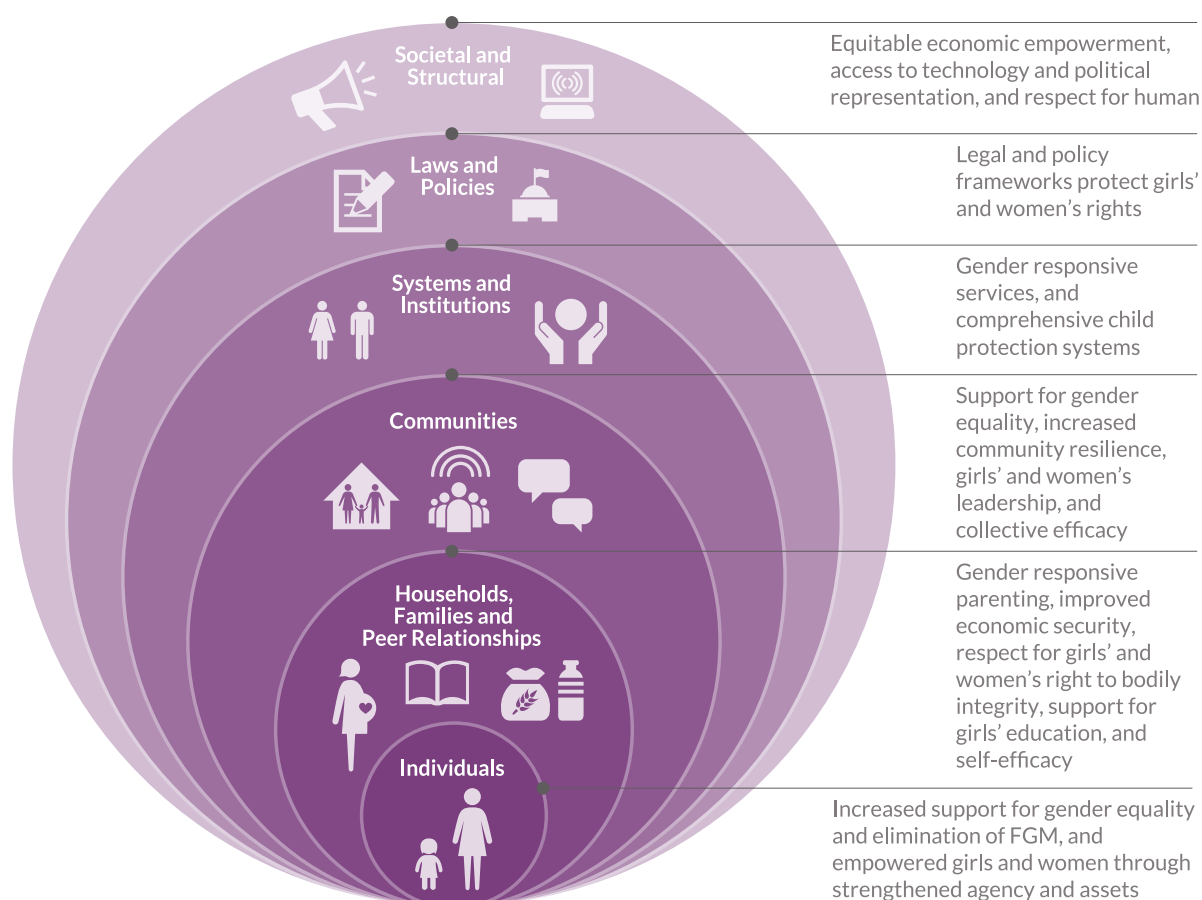 Societal and
Structural
Equitable economic empowerment,
access to technology and political
representation, and respect for human
Laws and
Policies
Legal and policy
frameworks protect girls'
and women's rights
Systems and
Institutions
Gender responsive
services, and
comprehensive child
protection systems
Communities
Support for gender
equality, increased
community resilience,
girls' and women's
leadership, and
collective efficacy
Households,
Families and
Peer Relationships
Gender responsive
parenting, improved
economic security,
respect for girls' and
women's right to bodily
integrity, support for
girls' education, and
self-efficacy
Individuals
Increased support for gender equality
and elimination of FGM, and
empowered girls and women through
strengthened agency and assets